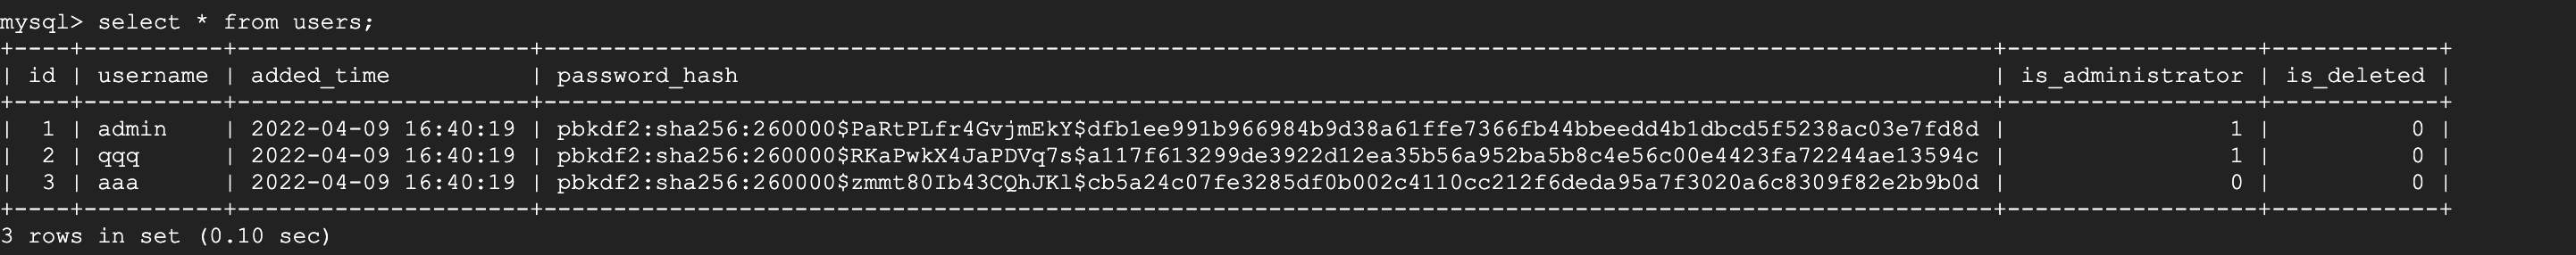 mysql> select * from users;
+----+----------+---------------------+-------------------------------------------------------------------------------------------------------+------------------+------------+
| id | username | added_time          | password_hash                                                                                         | is_administrator | is_deleted |
+----+----------+---------------------+-------------------------------------------------------------------------------------------------------+------------------+------------+
|  1 | admin    | 2022-04-09 16:40:19 | pbkdf2:sha256:260000$PaRtPLfr4GvjmEkY$dfb1ee991b966984b9d38a61ffe7366fb44bbeedd4b1dbcd5f5238ac03e7fd8d |                1 |          0 |
|  2 | qqq      | 2022-04-09 16:40:19 | pbkdf2:sha256:260000$RKaPwkX4JaPDVq7s$a117f613299de3922d12ea35b56a952ba5b8c4e56c00e4423fa72244ae13594c |                1 |          0 |
|  3 | aaa      | 2022-04-09 16:40:19 | pbkdf2:sha256:260000$zmmt80Ib43CQhJKl$cb5a24c07fe3285df0b002c4110cc212f6deda95a7f3020a6c8309f82e2b9b0d |                0 |          0 |
+----+----------+---------------------+-------------------------------------------------------------------------------------------------------+------------------+------------+
3 rows in set (0.10 sec)